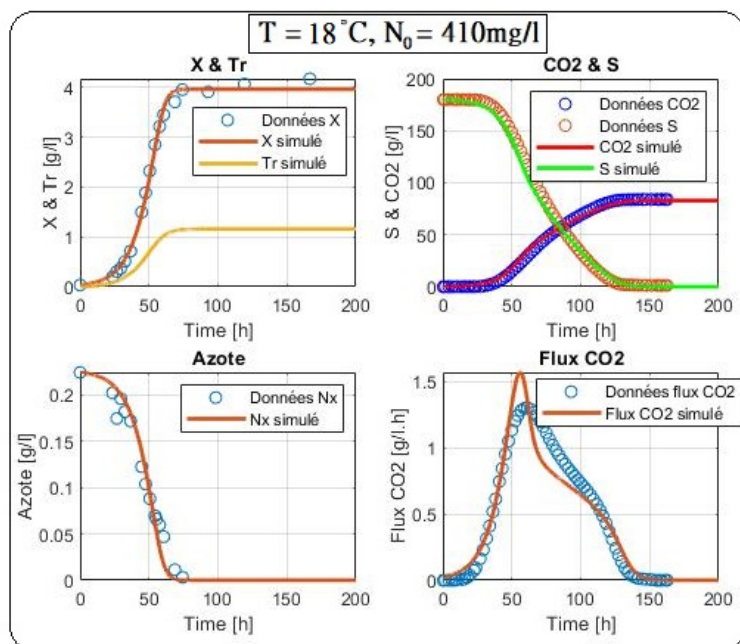 T = 18°C, N₀ = 410mg/l
X & Tr
X & Tr [g/l]
4
3
2
1
0
Données X
X simulé
Tr simulé
0 50 100 150 200
Time [h]
CO2 & S
S & CO2 [g/l]
200
150
100
50
0
Données CO2
Données S
CO2 simulé
S simulé
0 50 100 150 200
Time [h]
Azote
Azote [g/l]
0.2
0.15
0.1
0.05
0
Données Nx
Nx simulé
0 50 100 150 200
Time [h]
Flux CO2
Flux CO2 [g/l.h]
1.5
1
0.5
0
Données flux CO2
Flux CO2 simulé
0 50 100 150 200
Time [h]